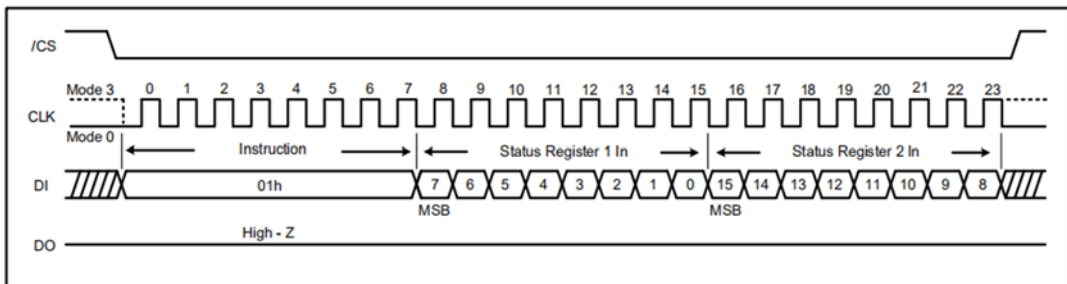 /CS
Mode 3 0 1 2 3 4 5 6 7 8 9 10 11 12 13 14 15 16 17 18 19 20 21 22 23
CLK
Mode 0
Instruction Status Register 1 In Status Register 2 In
DI 01h 7 6 5 4 3 2 1 0 15 14 13 12 11 10 9 8
MSB MSB
High - Z
DO